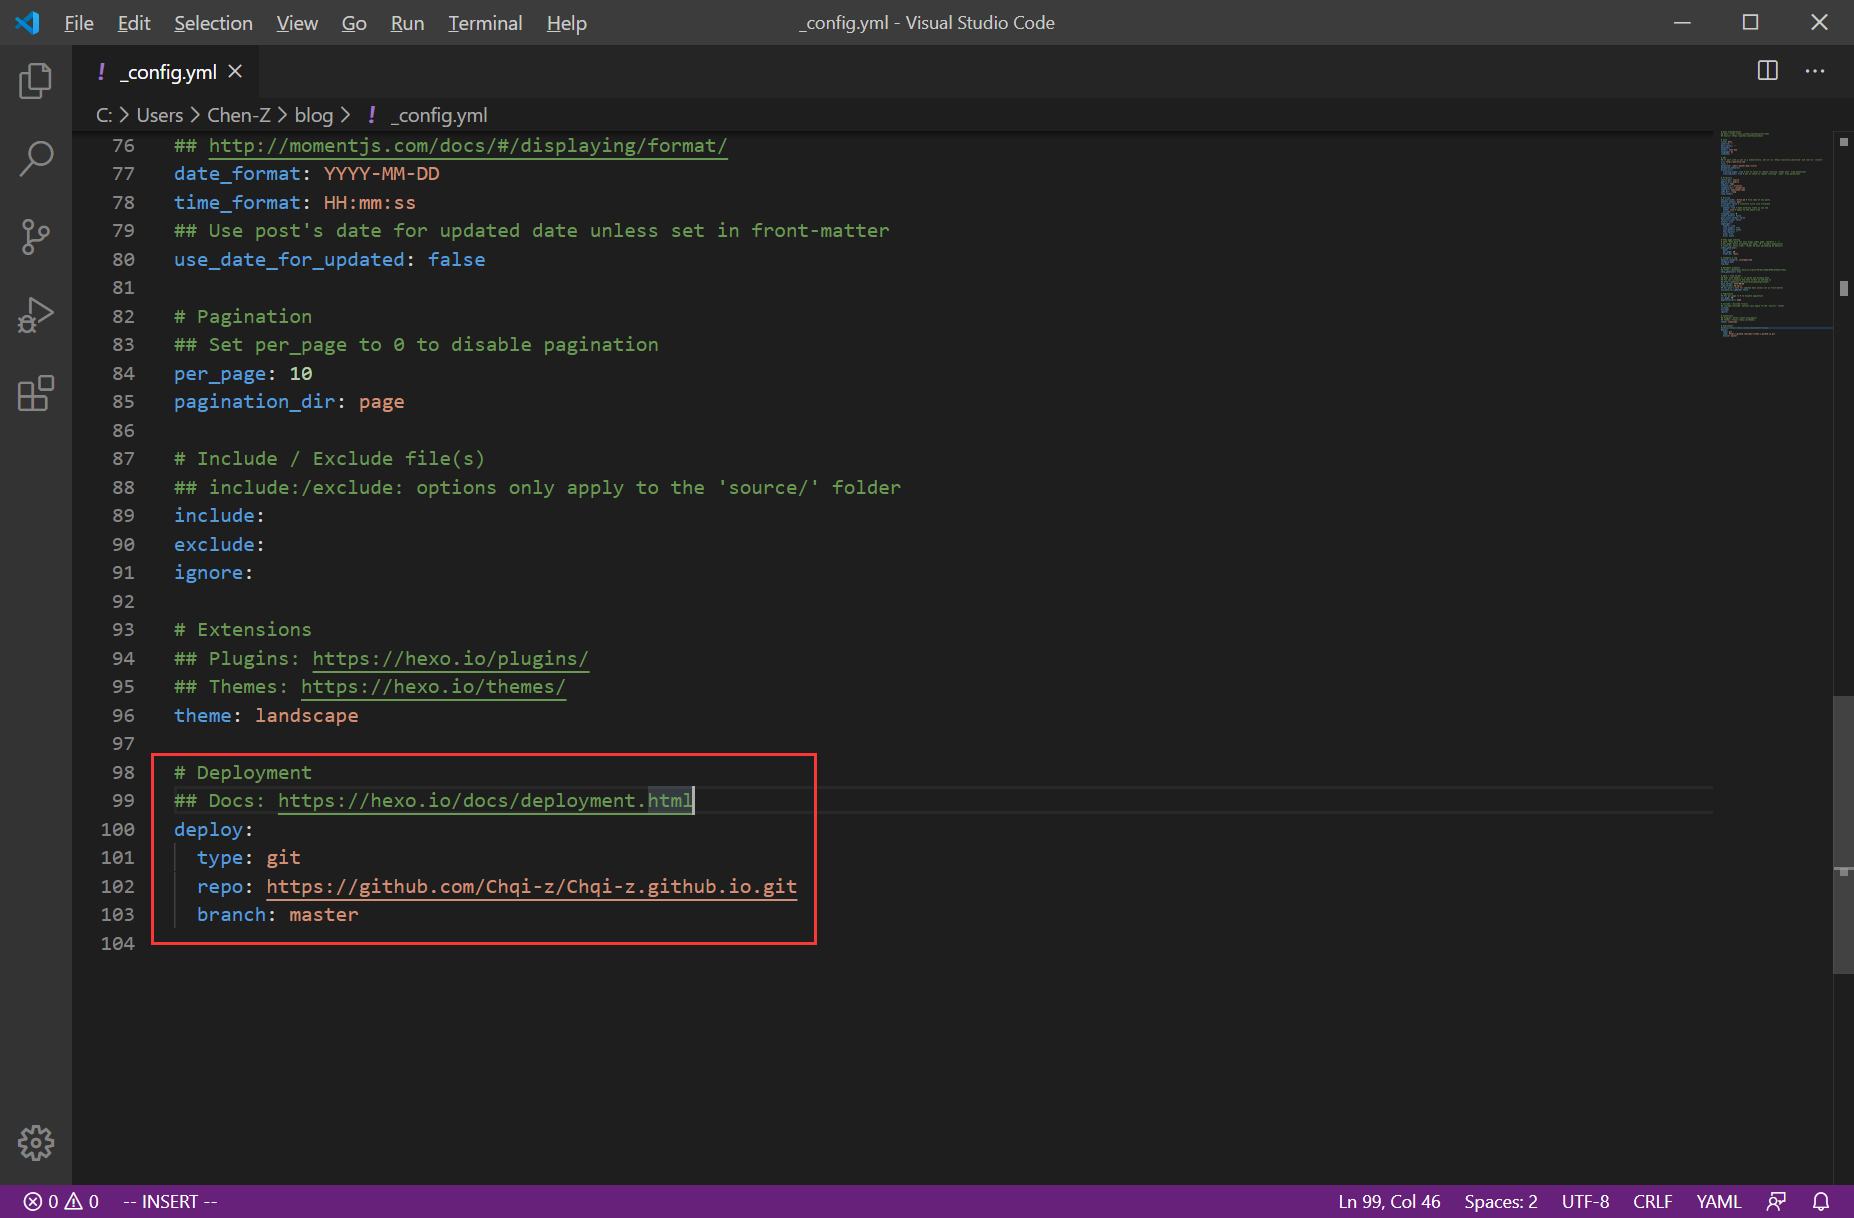 File Edit Selection View Go Run Terminal Help _config.yml - Visual Studio Code
! _config.yml
C: > Users > Chen-Z > blog > ! _config.yml
76 ## http://momentjs.com/docs/#/displaying/format/
77 date_format: YYYY-MM-DD
78 time_format: HH:mm:ss
79 ## Use post's date for updated date unless set in front-matter
80 use_date_for_updated: false
81
82 # Pagination
83 ## Set per_page to 0 to disable pagination
84 per_page: 10
85 pagination_dir: page
86
87 # Include / Exclude file(s)
88 ## include:/exclude: options only apply to the 'source/' folder
89 include:
90 exclude:
91 ignore:
92
93 # Extensions
94 ## Plugins: https://hexo.io/plugins/
95 ## Themes: https://hexo.io/themes/
96 theme: landscape
97
98 # Deployment
99 ## Docs: https://hexo.io/docs/deployment.html
100 deploy:
101 type: git
102 repo: https://github.com/Chqi-z/Chqi-z.github.io.git
103 branch: master
104
0 0 -- INSERT -- Ln 99, Col 46 Spaces: 2 UTF-8 CRLF YAML